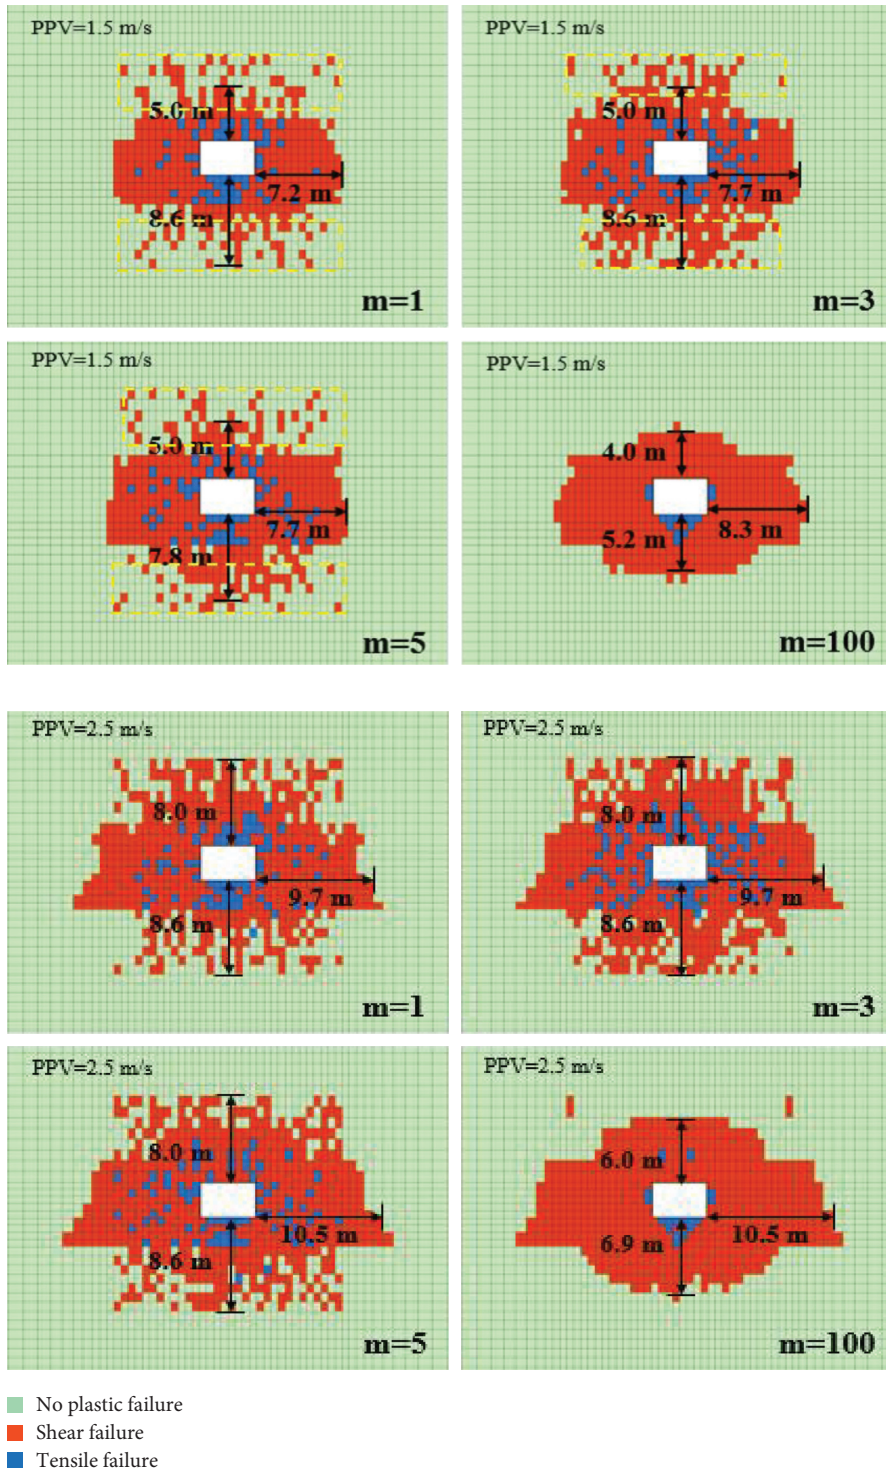 PPV=1.5 m/s
5.0 m
7.2 m
8.6 m
m=1
PPV=1.5 m/s
5.0 m
7.7 m
8.6 m
m=3
PPV=1.5 m/s
5.0 m
7.7 m
7.8 m
m=5
PPV=1.5 m/s
4.0 m
8.3 m
5.2 m
m=100
PPV=2.5 m/s
8.0 m
9.7 m
8.6 m
m=1
PPV=2.5 m/s
8.0 m
9.7 m
8.6 m
m=3
PPV=2.5 m/s
8.0 m
10.5 m
8.6 m
m=5
PPV=2.5 m/s
6.0 m
10.5 m
6.9 m
m=100
No plastic failure
Shear failure
Tensile failure